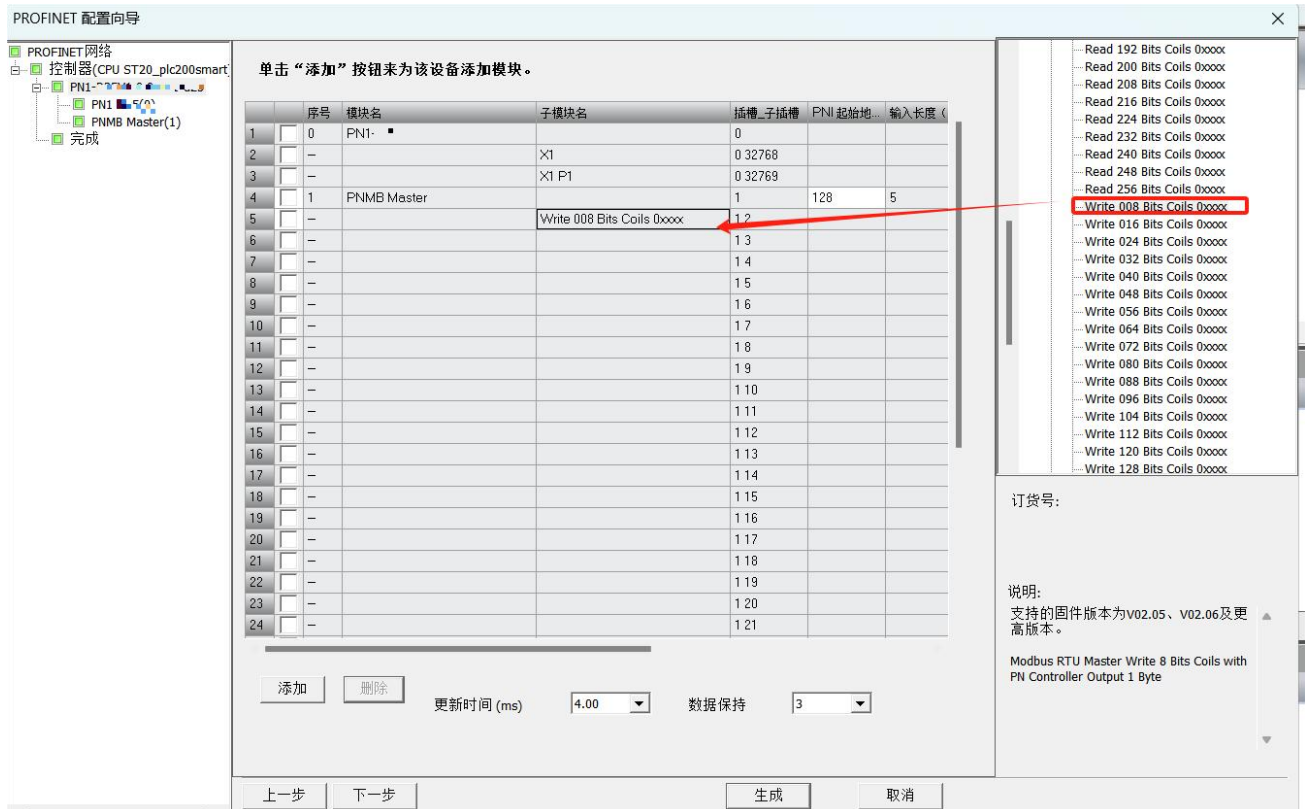 PROFINET 配置向导
PROFINET网络
控制器(CPU ST20_plc200smart)
PN1-
PN1
PNMB Master(1)
完成
单击“添加”按钮来为该设备添加模块。
序号 模块名 子模块名 插槽_子插槽 PNI 起始地... 输入长度 (
1 0 PN1- 0
2 – X1 0 32768
3 – X1 P1 0 32769
4 1 PNMB Master 1 128 5
5 – Write 008 Bits Coils 0xxxx 1 2
6 – 1 3
7 – 1 4
8 – 1 5
9 – 1 6
10 – 1 7
11 – 1 8
12 – 1 9
13 – 1 10
14 – 1 11
15 – 1 12
16 – 1 13
17 – 1 14
18 – 1 15
19 – 1 16
20 – 1 17
21 – 1 18
22 – 1 19
23 – 1 20
24 – 1 21
添加 删除 更新时间 (ms) 4.00 数据保持 3
Read 192 Bits Coils 0xxxx
Read 200 Bits Coils 0xxxx
Read 208 Bits Coils 0xxxx
Read 216 Bits Coils 0xxxx
Read 224 Bits Coils 0xxxx
Read 232 Bits Coils 0xxxx
Read 240 Bits Coils 0xxxx
Read 248 Bits Coils 0xxxx
Read 256 Bits Coils 0xxxx
Write 008 Bits Coils 0xxxx
Write 016 Bits Coils 0xxxx
Write 024 Bits Coils 0xxxx
Write 032 Bits Coils 0xxxx
Write 040 Bits Coils 0xxxx
Write 048 Bits Coils 0xxxx
Write 056 Bits Coils 0xxxx
Write 064 Bits Coils 0xxxx
Write 072 Bits Coils 0xxxx
Write 080 Bits Coils 0xxxx
Write 088 Bits Coils 0xxxx
Write 096 Bits Coils 0xxxx
Write 104 Bits Coils 0xxxx
Write 112 Bits Coils 0xxxx
Write 120 Bits Coils 0xxxx
Write 128 Bits Coils 0xxxx
订货号:
说明:
支持的固件版本为V02.05、V02.06及更
高版本。
Modbus RTU Master Write 8 Bits Coils with
PN Controller Output 1 Byte
上一步 下一步 生成 取消